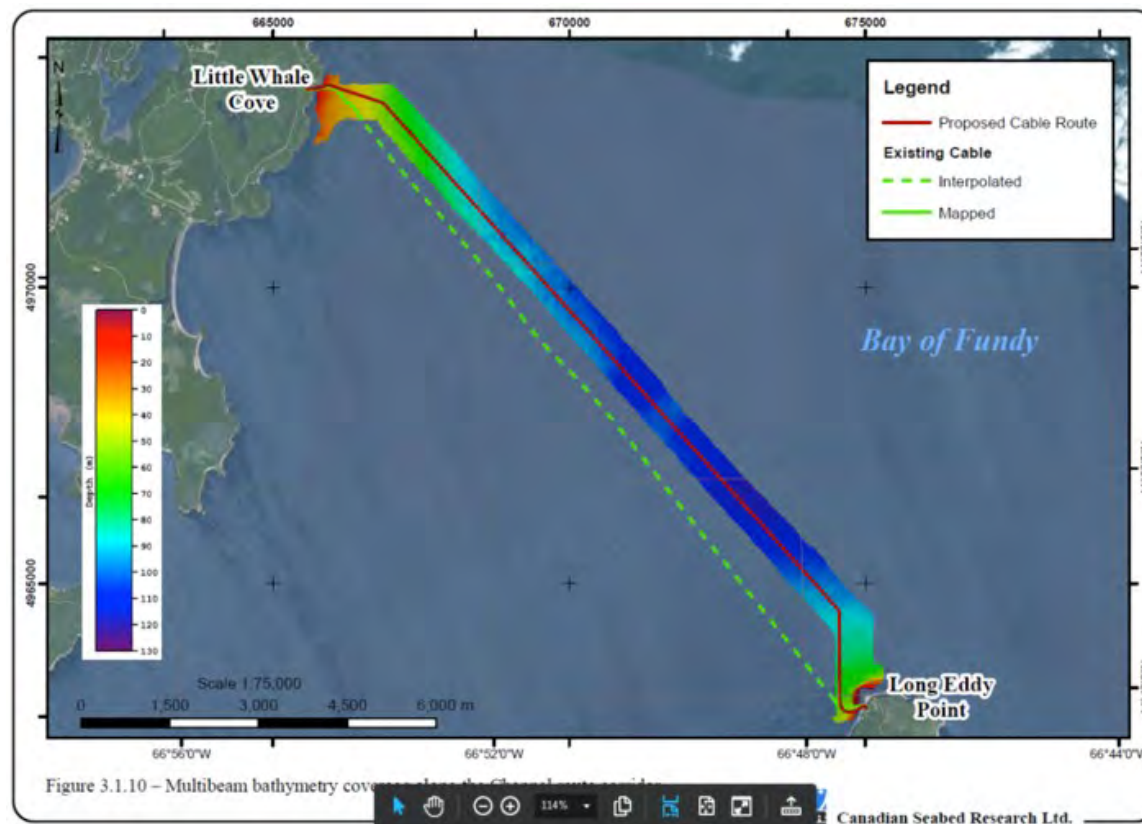 665000
670000
675000
Little Whale
Cove
N
Legend
Proposed Cable Route
Existing Cable
Interpolated
Mapped
4970000
Bay of Fundy
0
10
20
30
40
50
60
70
80
90
100
110
120
130
Depth (m)
4965000
Long Eddy
Point
Scale 1:75,000
0 1,500 3,000 4,500 6,000 m
66°56'0"W 66°52'0"W 66°48'0"W 66°44'0"W
Figure 3.1.10 – Multibeam bathymetry
114%
Canadian Seabed Research Ltd.